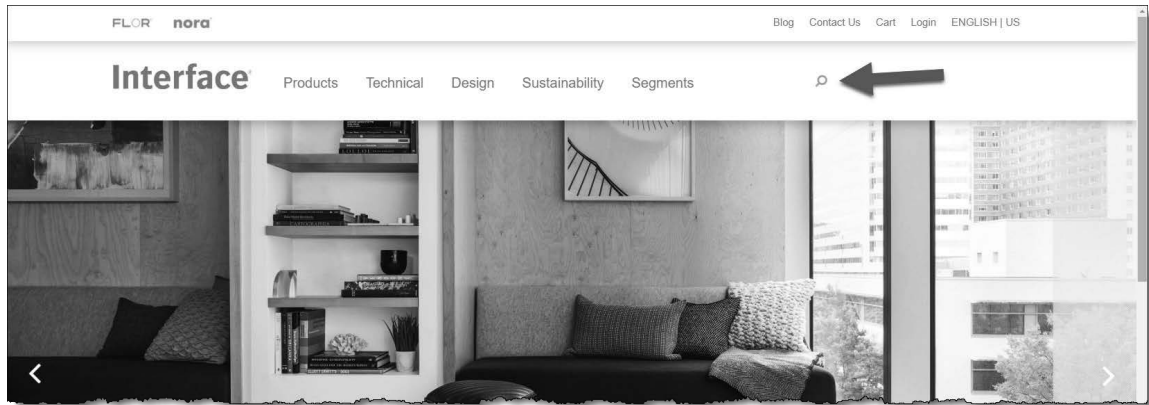 FLOR nora
Blog Contact Us Cart Login ENGLISH | US
Interface Products Technical Design Sustainability Segments